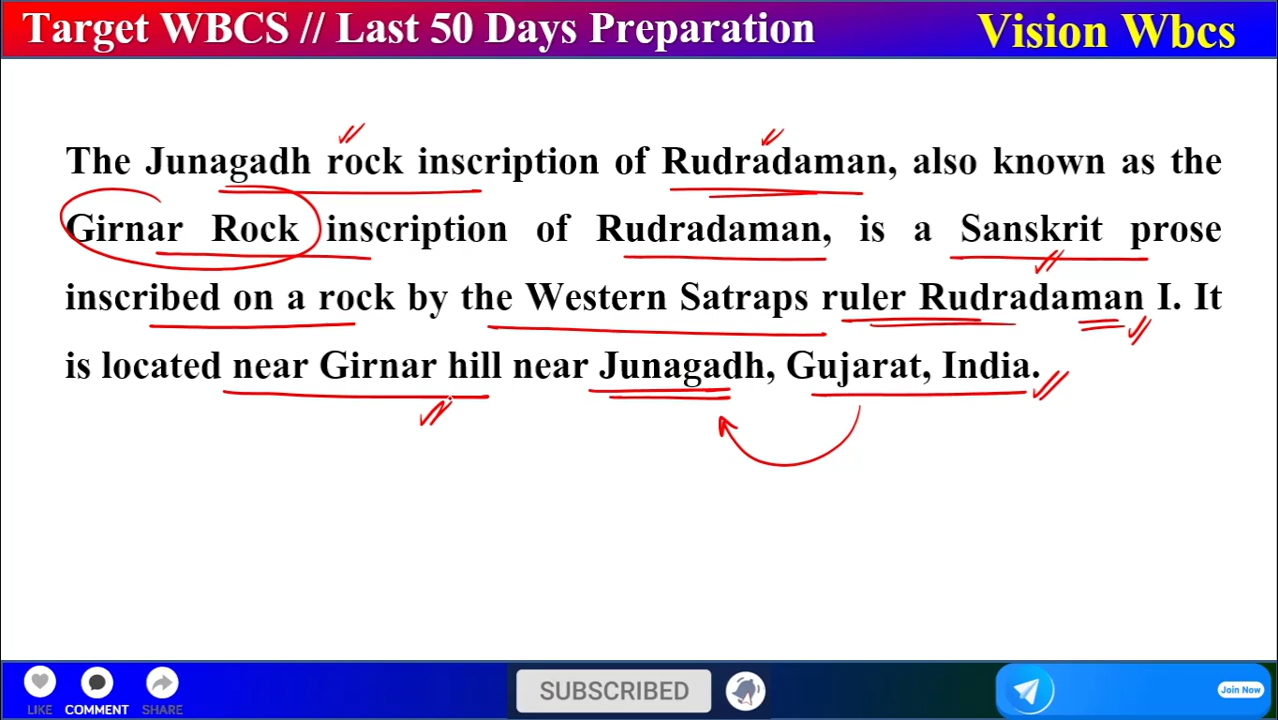 Target WBCS // Last 50 Days Preparation
Vision Wbcs
The Junagadh rock inscription of Rudradaman, also known as the
Girnar Rock inscription of Rudradaman, is a Sanskrit prose
inscribed on a rock by the Western Satraps ruler Rudradaman I. It
is located near Girnar hill near Junagadh, Gujarat, India.
LIKE COMMENT SHARE
SUBSCRIBED
Join Now